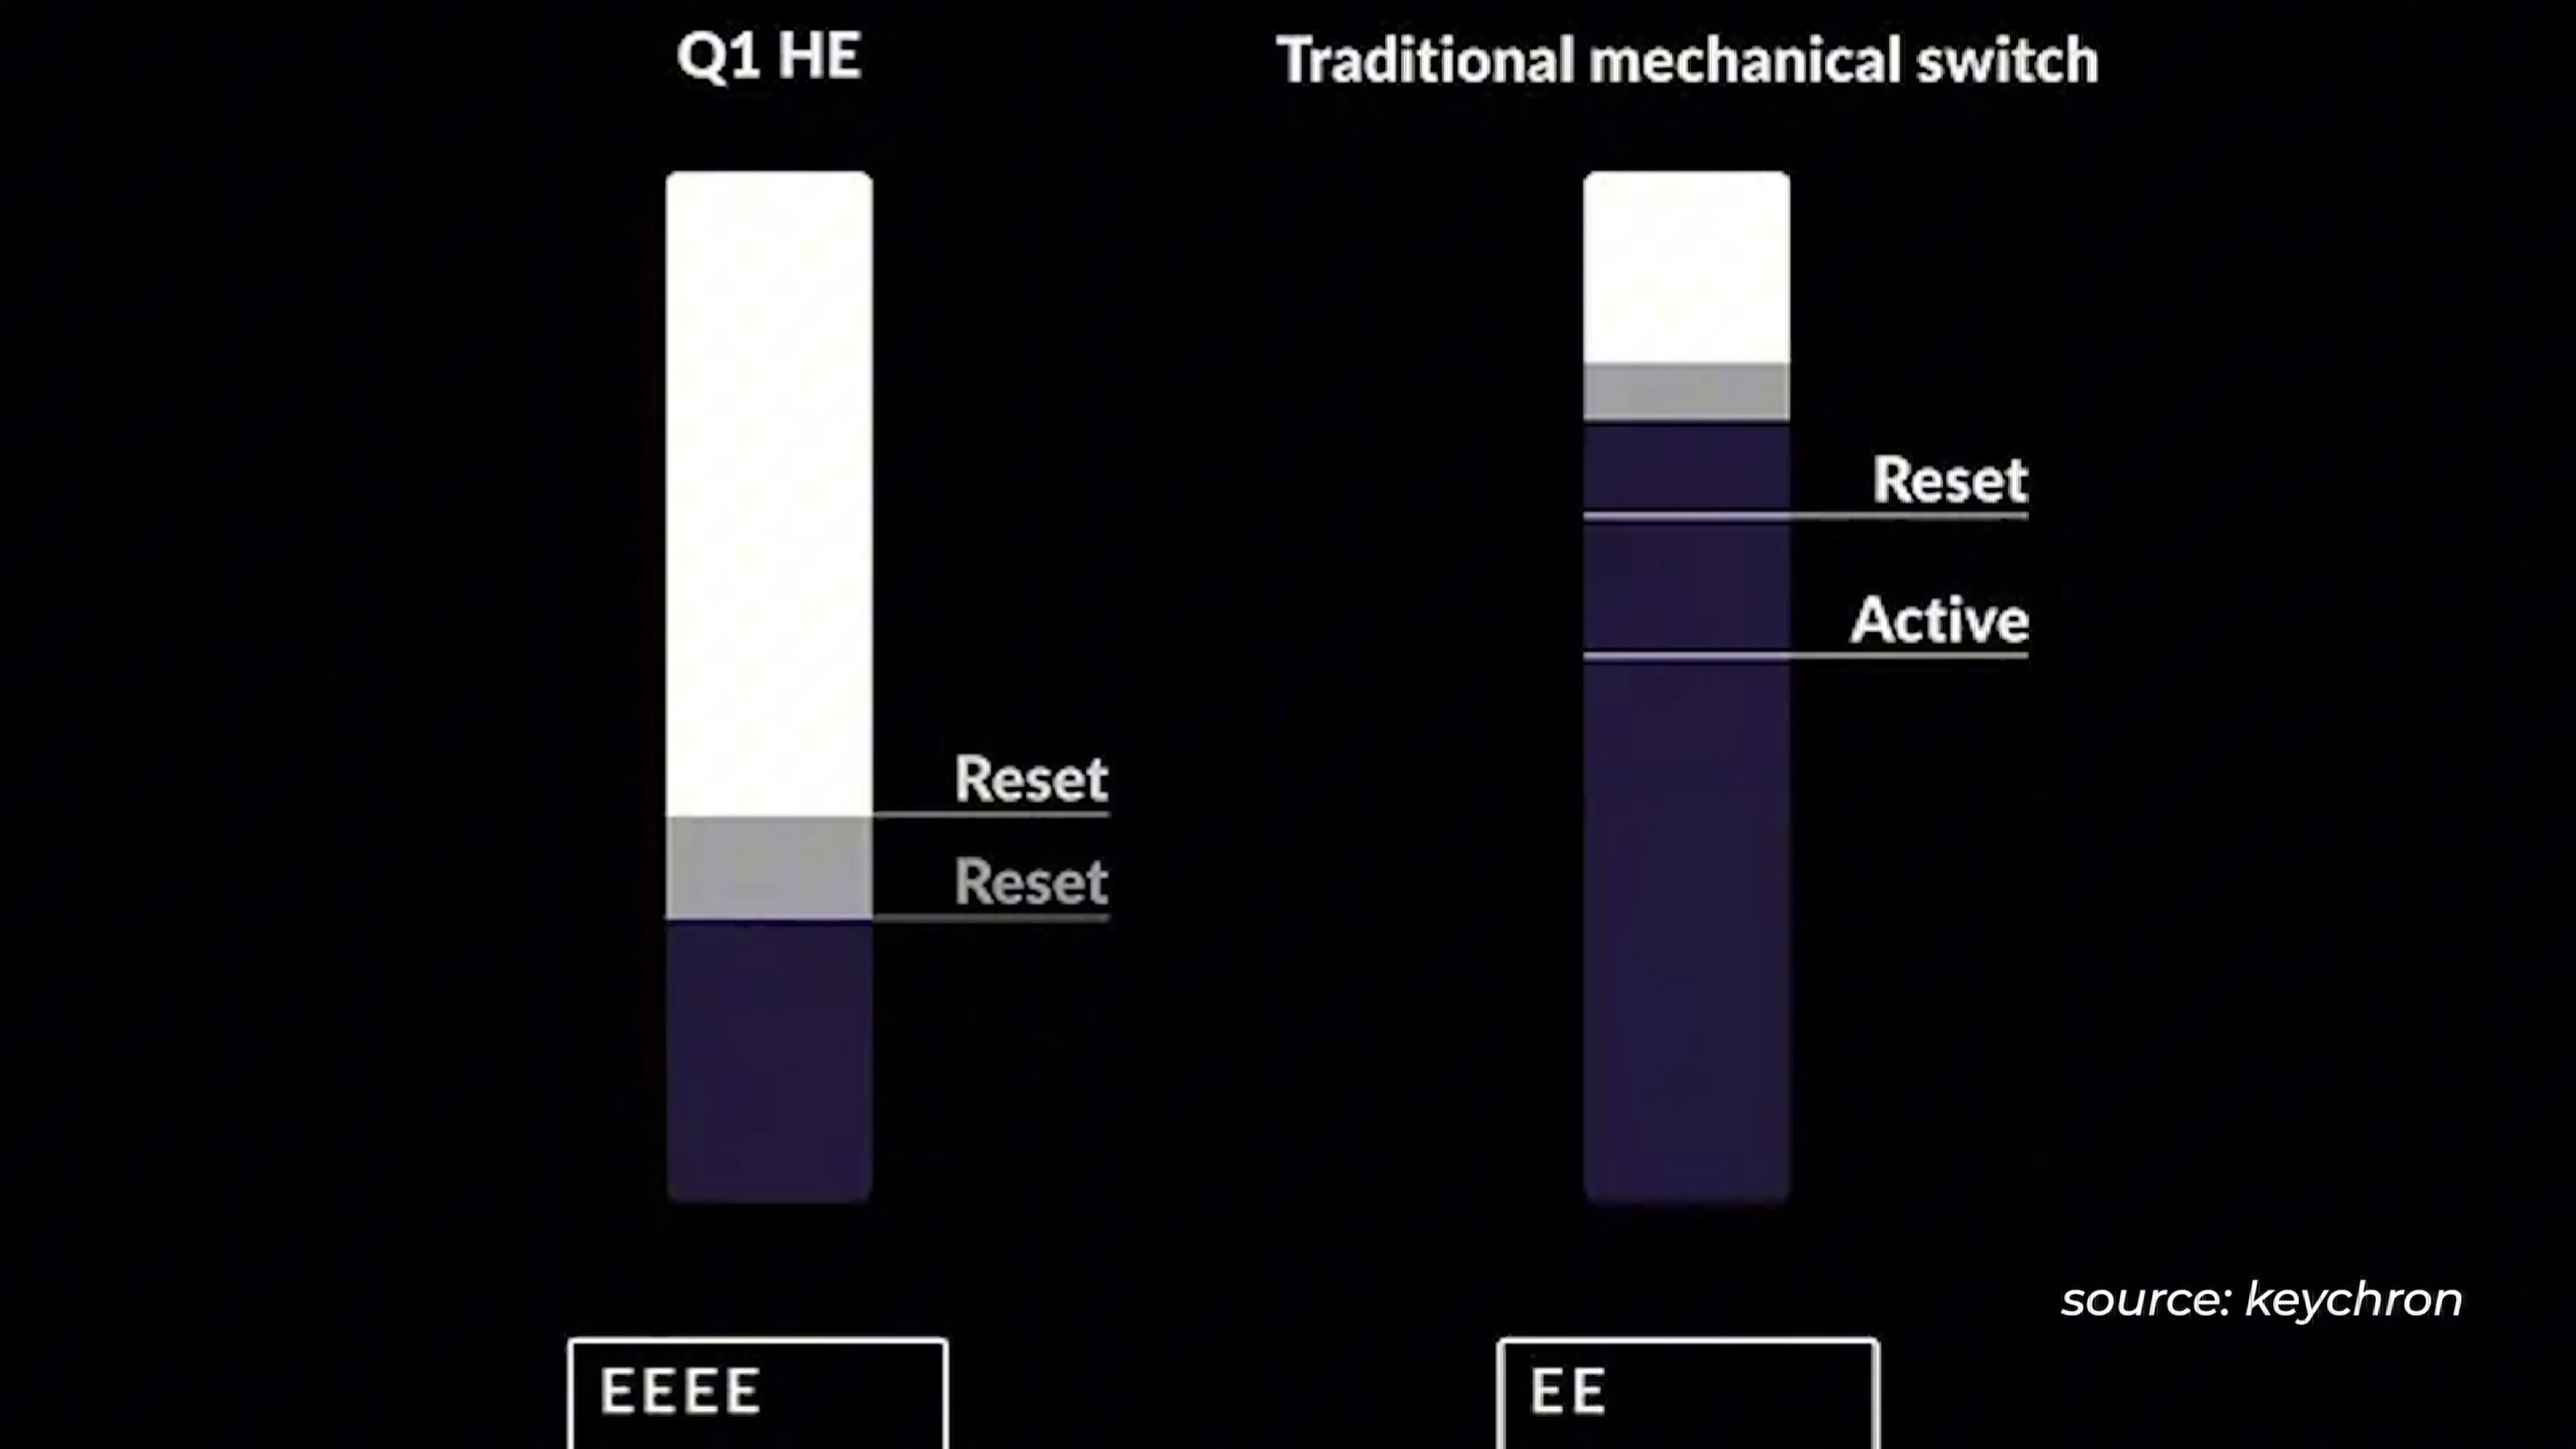 Q1 HE
Traditional mechanical switch
Reset
Active
Reset
Reset
source: keychron
EEEE
EE